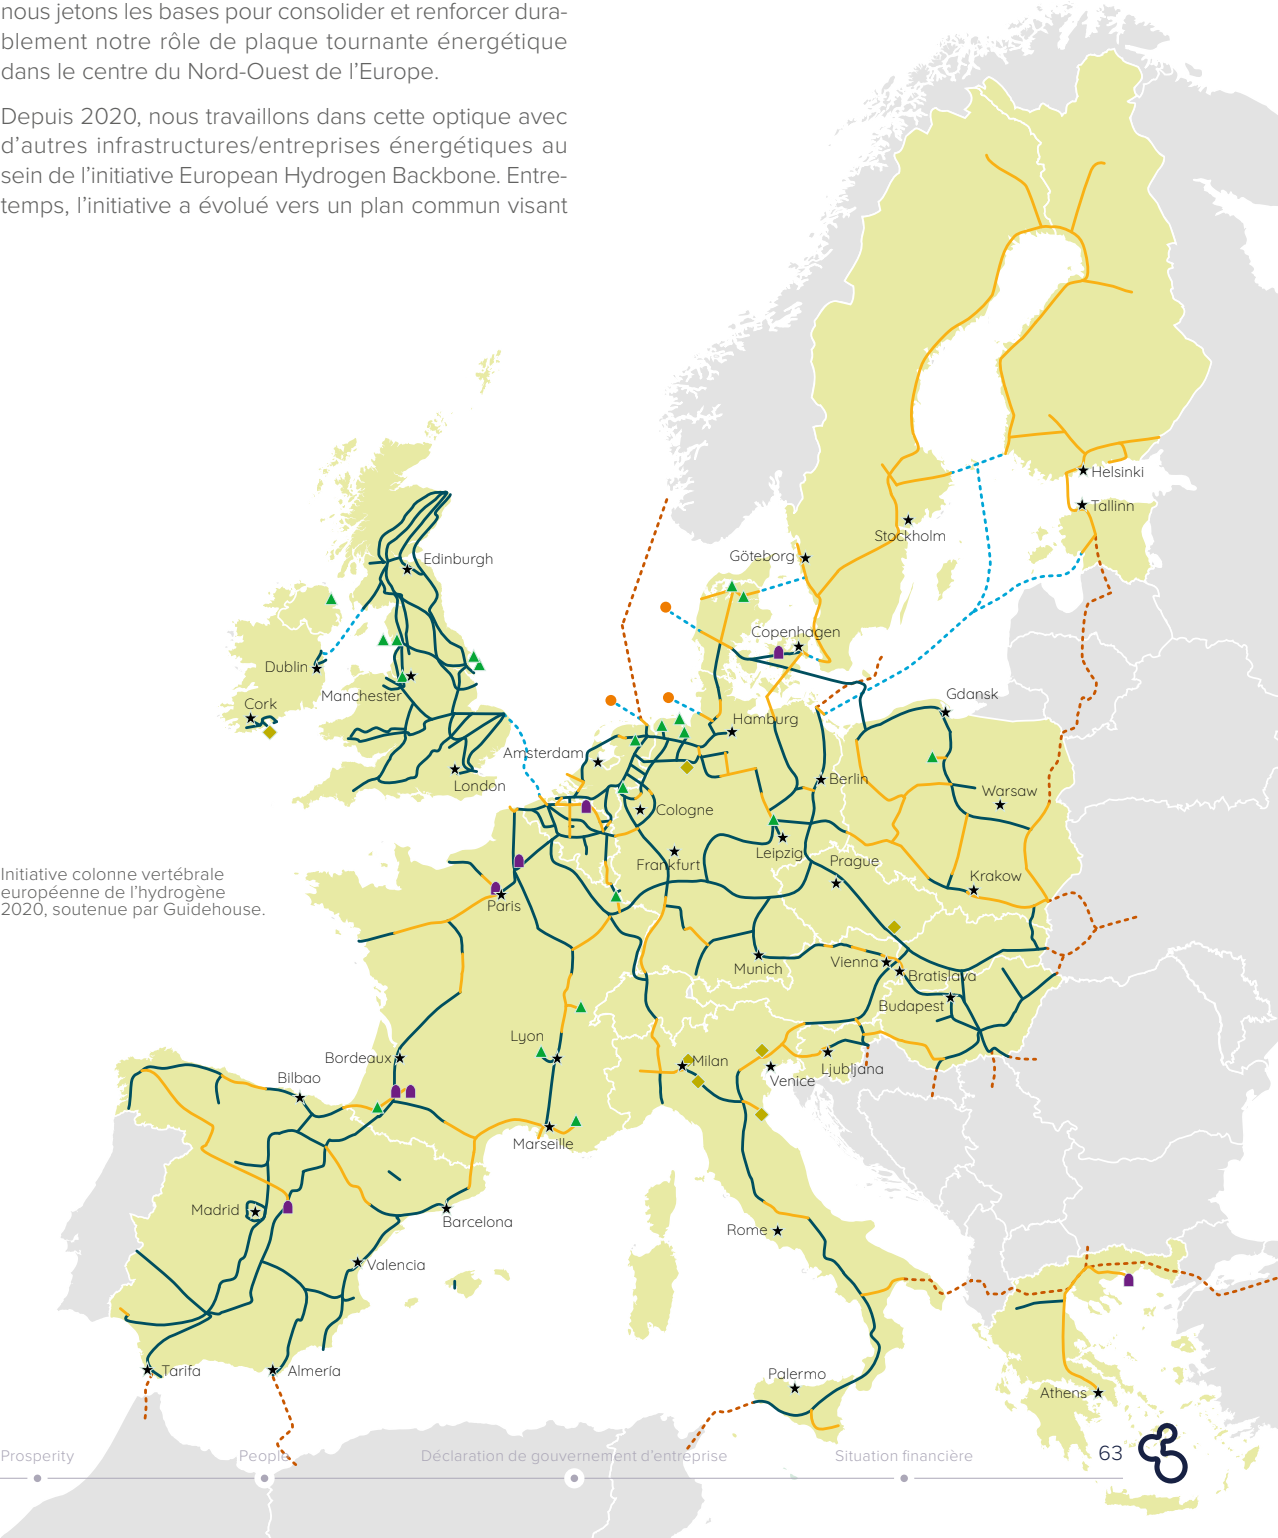 nous jetons les bases pour consolider et renforcer dura-
blement notre rôle de plaque tournante énergétique
dans le centre du Nord-Ouest de l’Europe.
Depuis 2020, nous travaillons dans cette optique avec
d’autres infrastructures/entreprises énergétiques au
sein de l’initiative European Hydrogen Backbone. Entre-
temps, l’initiative a évolué vers un plan commun visant
Helsinki
Tallinn
Stockholm
Göteborg
Edinburgh
Copenhagen
Dublin
Manchester
Cork
Gdansk
Hamburg
Amsterdam
Berlin
London
Warsaw
Cologne
Leipzig
Frankfurt
Prague
Krakow
Initiative colonne vertébrale
européenne de l’hydrogène
2020, soutenue par Guidehouse.
Paris
Munich
Vienna
Bratislava
Budapest
Lyon
Bordeaux
Milan
Ljubljana
Venice
Bilbao
Marseille
Madrid
Barcelona
Rome
Valencia
Tarifa
Almería
Palermo
Athens
Prosperity
People
Déclaration de gouvernement d’entreprise
Situation financière
63